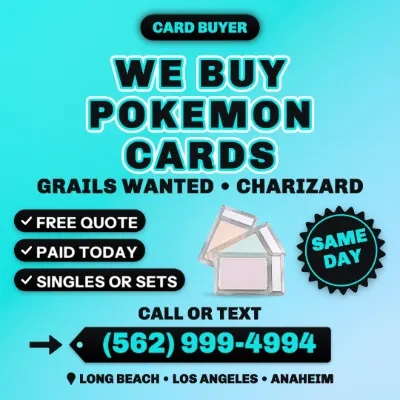 CARD BUYER
WE BUY
POKEMON
CARDS
GRAILS WANTED • CHARIZARD
FREE QUOTE
PAID TODAY
SINGLES OR SETS
SAME
DAY
CALL OR TEXT
(562) 999-4994
LONG BEACH • LOS ANGELES • ANAHEIM